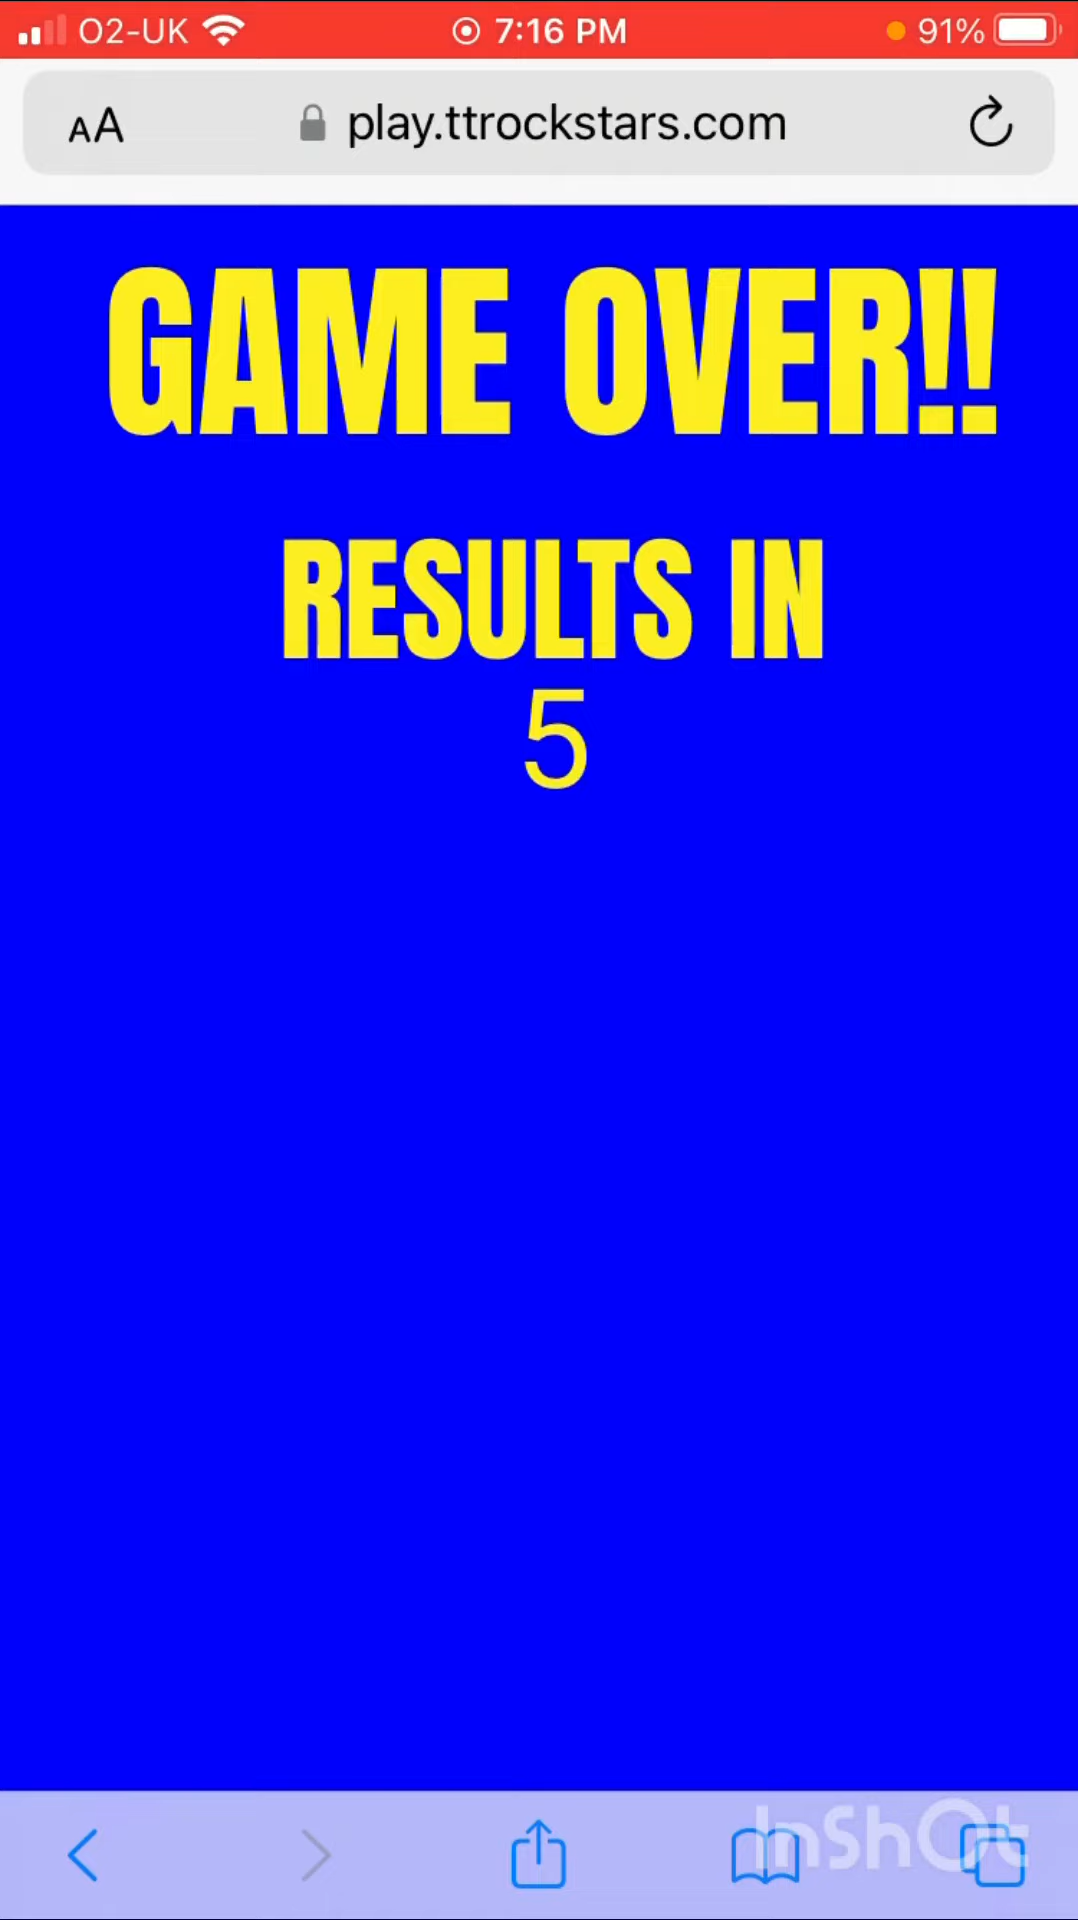 O2-UK 7:16 PM 91%
AA play.ttrockstars.com
GAME OVER!!
RESULTS IN
5
InShOt